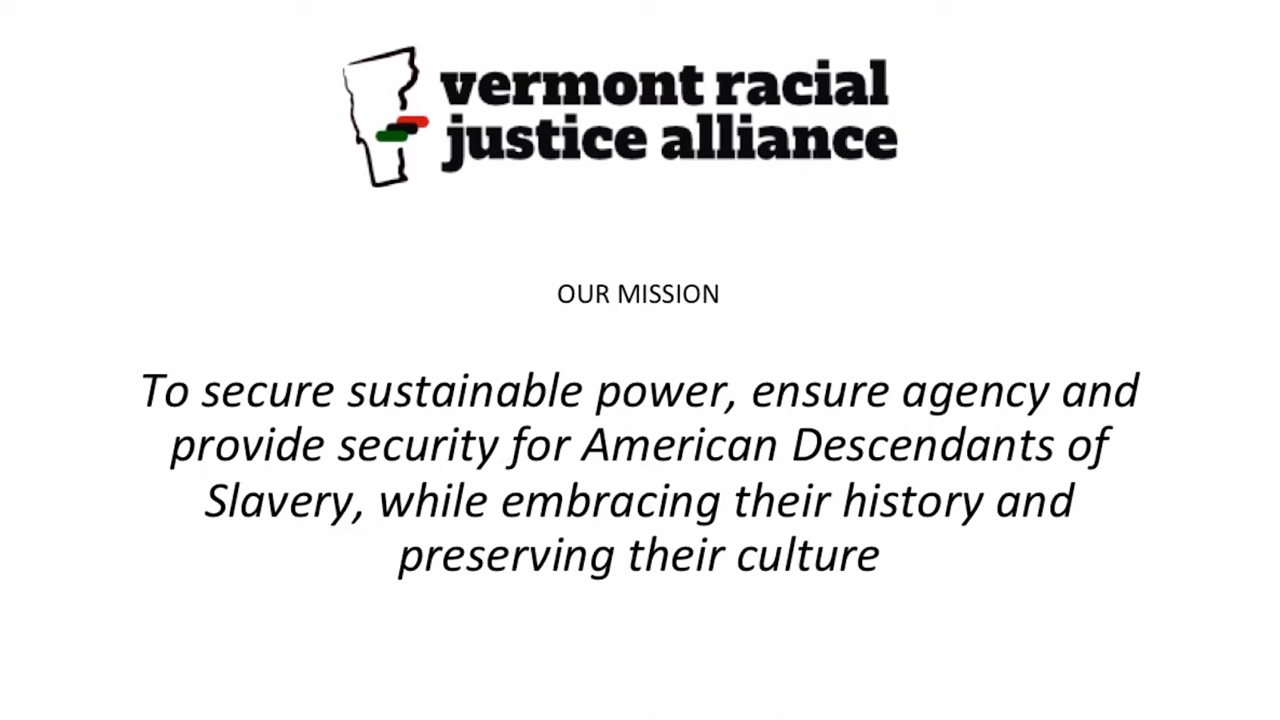 vermont racial
justice alliance
OUR MISSION
To secure sustainable power, ensure agency and
provide security for American Descendants of
Slavery, while embracing their history and
preserving their culture